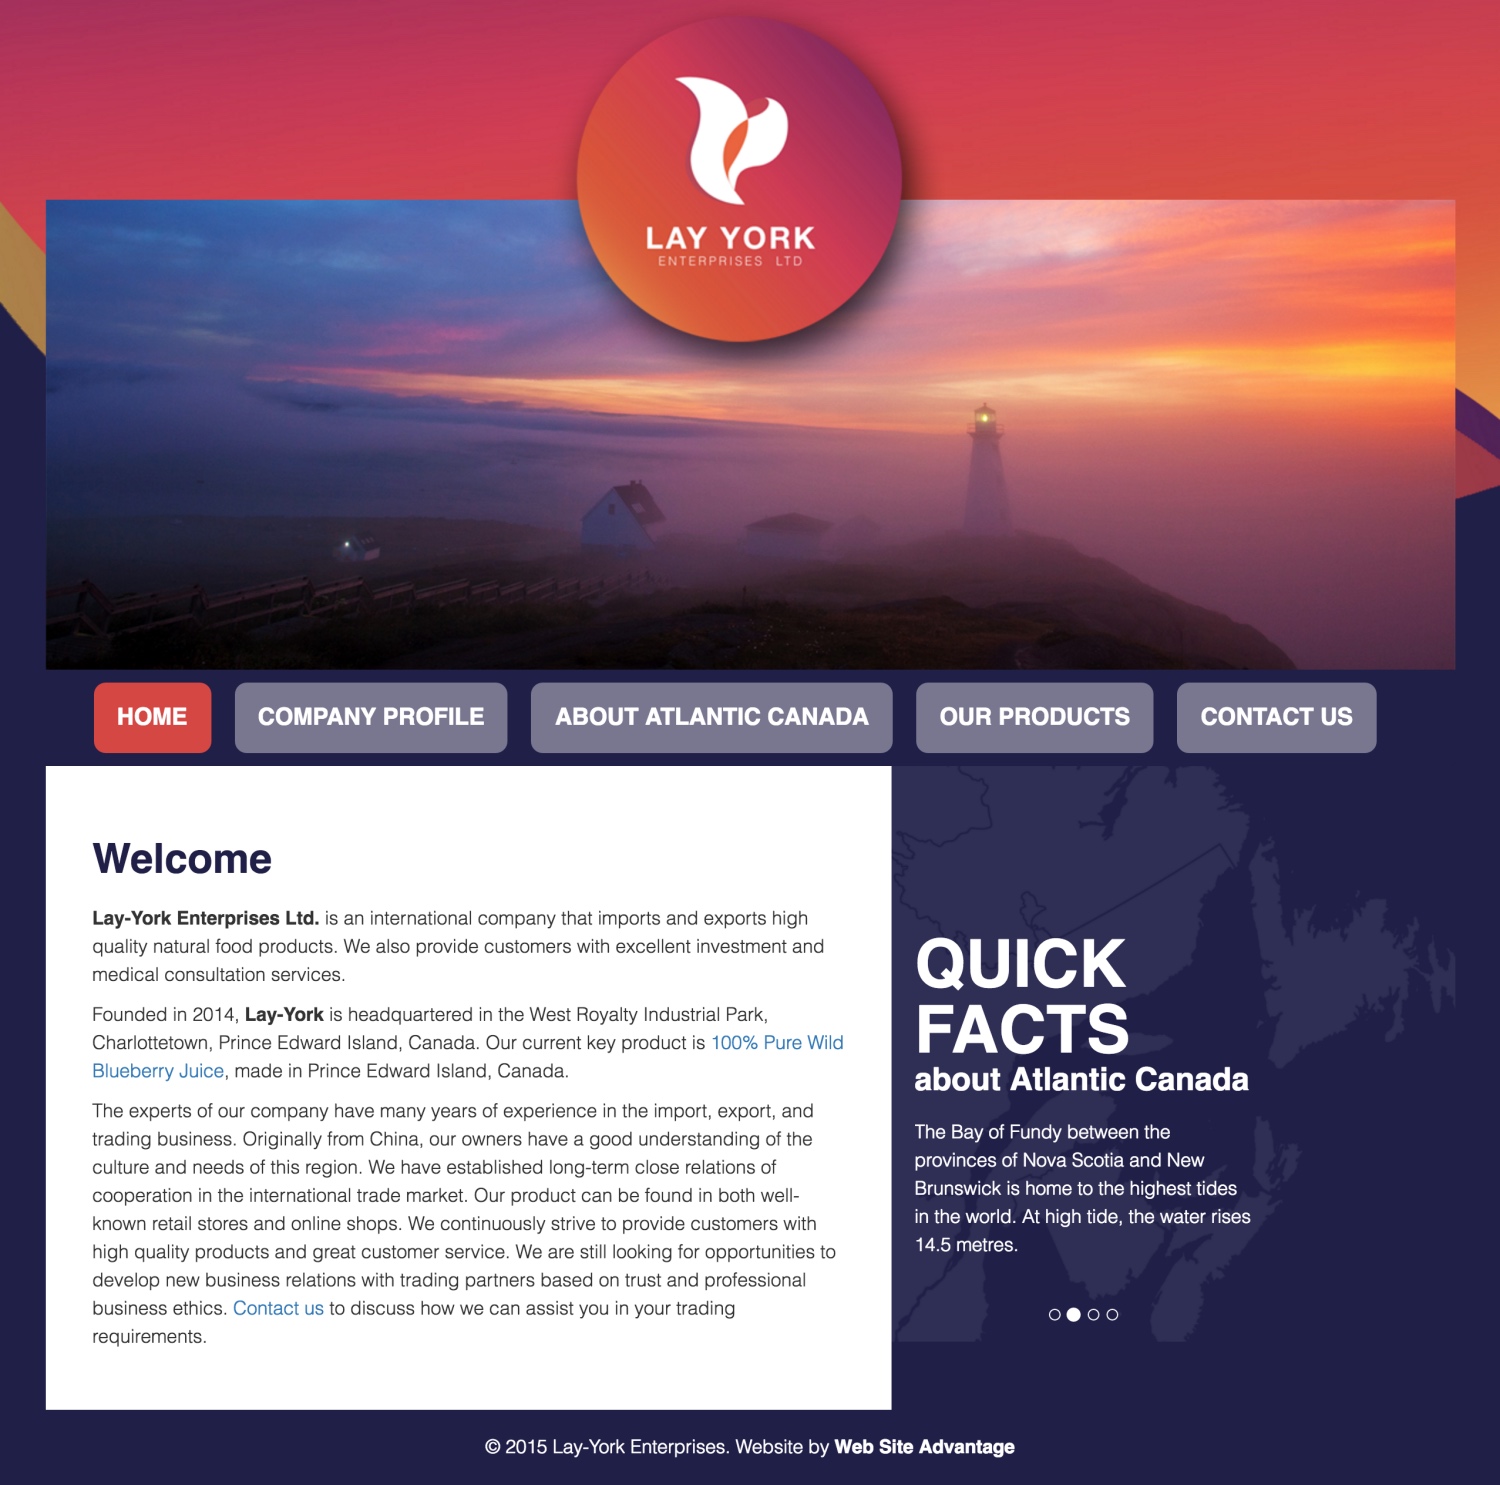 LAY YORK
ENTERPRISES LTD
HOME
COMPANY PROFILE
ABOUT ATLANTIC CANADA
OUR PRODUCTS
CONTACT US
Welcome
Lay-York Enterprises Ltd. is an international company that imports and exports high
quality natural food products. We also provide customers with excellent investment and
medical consultation services.
Founded in 2014, Lay-York is headquartered in the West Royalty Industrial Park,
Charlottetown, Prince Edward Island, Canada. Our current key product is 100% Pure Wild
Blueberry Juice, made in Prince Edward Island, Canada.
The experts of our company have many years of experience in the import, export, and
trading business. Originally from China, our owners have a good understanding of the
culture and needs of this region. We have established long-term close relations of
cooperation in the international trade market. Our product can be found in both well-
known retail stores and online shops. We continuously strive to provide customers with
high quality products and great customer service. We are still looking for opportunities to
develop new business relations with trading partners based on trust and professional
business ethics. Contact us to discuss how we can assist you in your trading
requirements.
QUICK
FACTS
about Atlantic Canada
The Bay of Fundy between the
provinces of Nova Scotia and New
Brunswick is home to the highest tides
in the world. At high tide, the water rises
14.5 metres.
© 2015 Lay-York Enterprises. Website by Web Site Advantage